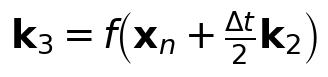 𝐤₃ = f(𝐱ₙ + Δt/2 𝐤₂)